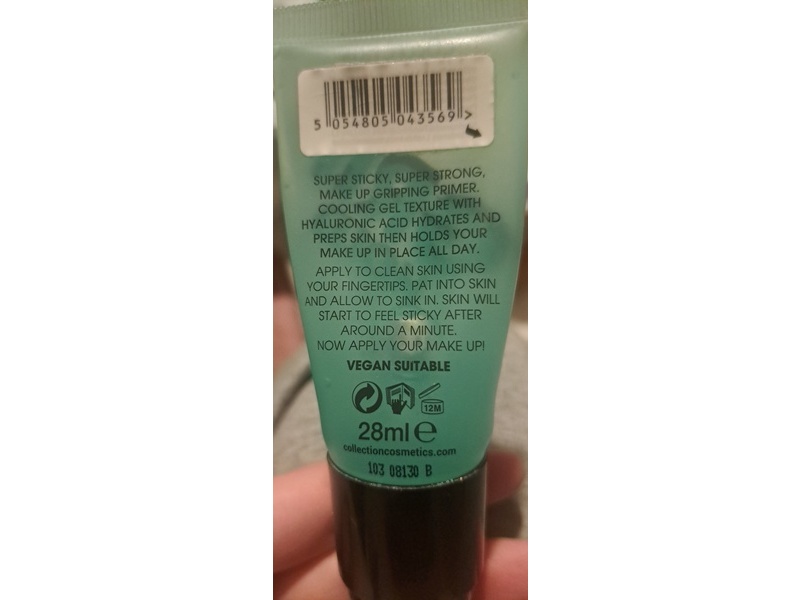 5 054805 043569 >
SUPER STICKY, SUPER STRONG,
MAKE UP GRIPPING PRIMER.
COOLING GEL TEXTURE WITH
HYALURONIC ACID HYDRATES AND
PREPS SKIN THEN HOLDS YOUR
MAKE UP IN PLACE ALL DAY.
APPLY TO CLEAN SKIN USING
YOUR FINGERTIPS. PAT INTO SKIN
AND ALLOW TO SINK IN. SKIN WILL
START TO FEEL STICKY AFTER
AROUND A MINUTE.
NOW APPLY YOUR MAKE UP!
VEGAN SUITABLE
12M
28ml e
collectioncosmetics.com
103 08130 B